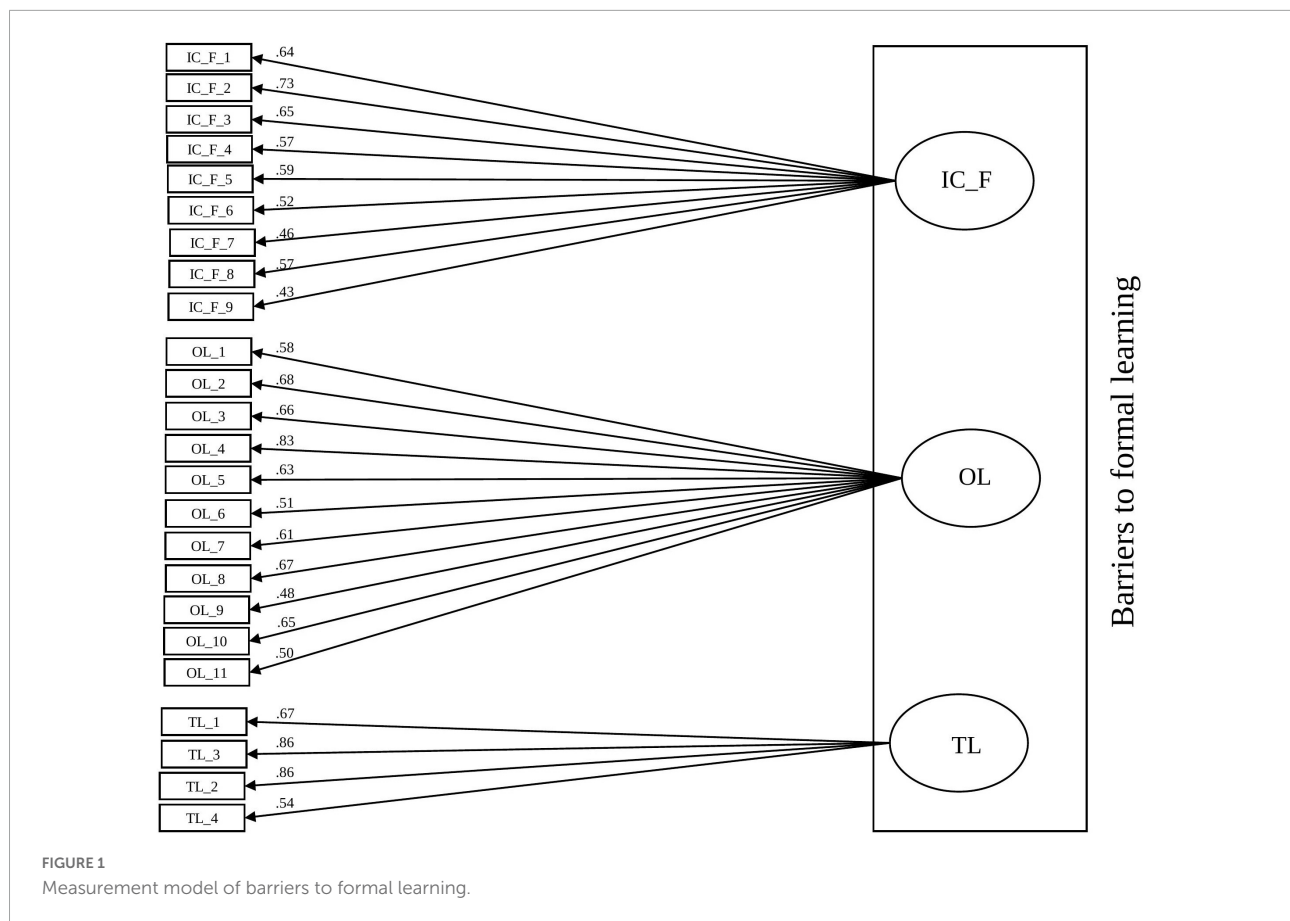 IC_F_1 .64
IC_F_2 .73
IC_F_3 .65
IC_F_4 .57
IC_F_5 .59
IC_F_6 .52
IC_F_7 .46
IC_F_8 .57
IC_F_9 .43
IC_F
OL_1 .58
OL_2 .68
OL_3 .66
OL_4 .83
OL_5 .63
OL_6 .51
OL_7 .61
OL_8 .67
OL_9 .48
OL_10 .65
OL_11 .50
OL
TL_1 .67
TL_3 .86
TL_2 .86
TL_4 .54
TL
Barriers to formal learning
FIGURE 1
Measurement model of barriers to formal learning.